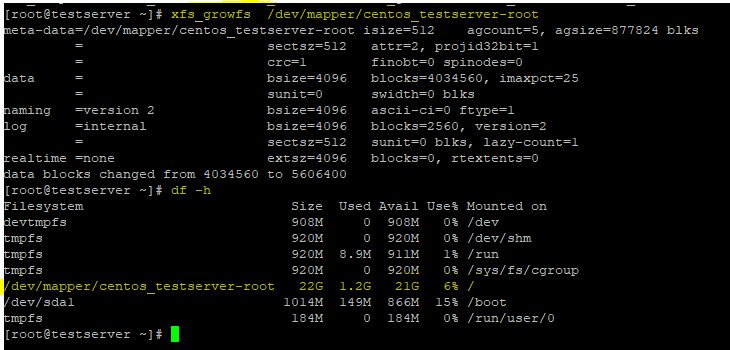 [root@testserver ~]# xfs_growfs  /dev/mapper/centos_testserver-root
meta-data=/dev/mapper/centos_testserver-root isize=512    agcount=5, agsize=877824 blks
         =                       sectsz=512   attr=2, projid32bit=1
         =                       crc=1        finobt=0 spinodes=0
data     =                       bsize=4096   blocks=4034560, imaxpct=25
         =                       sunit=0      swidth=0 blks
naming   =version 2              bsize=4096   ascii-ci=0 ftype=1
log      =internal               bsize=4096   blocks=2560, version=2
         =                       sectsz=512   sunit=0 blks, lazy-count=1
realtime =none                   extsz=4096   blocks=0, rtextents=0
data blocks changed from 4034560 to 5606400
[root@testserver ~]# df -h
Filesystem                          Size  Used Avail Use% Mounted on
devtmpfs                            908M     0  908M   0% /dev
tmpfs                               920M     0  920M   0% /dev/shm
tmpfs                               920M  8.9M  911M   1% /run
tmpfs                               920M     0  920M   0% /sys/fs/cgroup
/dev/mapper/centos_testserver-root   22G  1.2G   21G   6% /
/dev/sda1                          1014M  149M  866M  15% /boot
tmpfs                               184M     0  184M   0% /run/user/0
[root@testserver ~]#